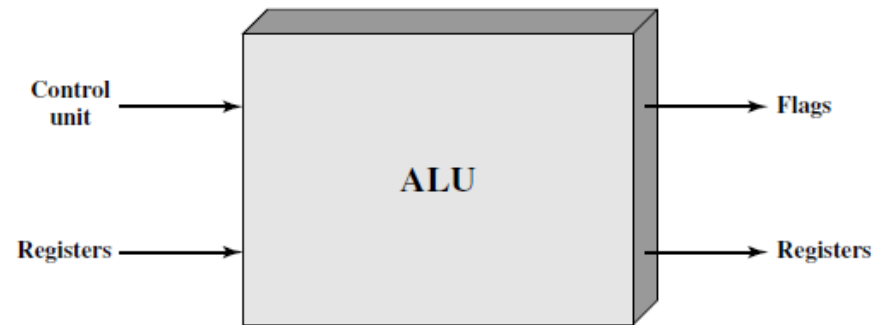 Control
unit
Flags
ALU
Registers
Registers